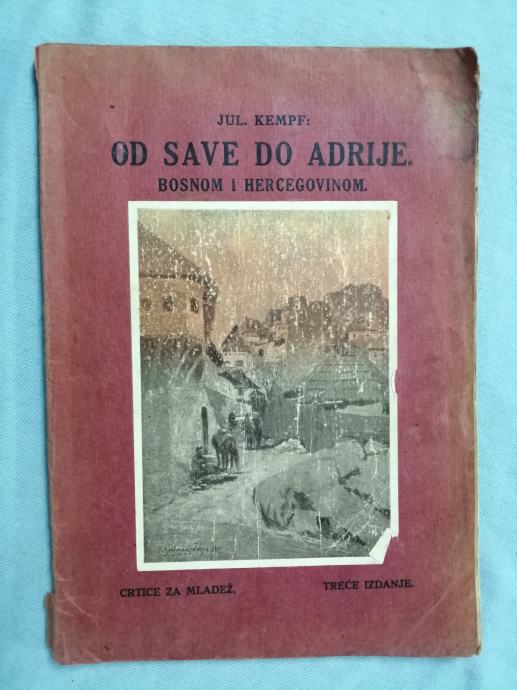 JUL. KEMPF:
OD SAVE DO ADRIJE.
BOSNOM I HERCEGOVINOM.
CRTICE ZA MLADEŽ.
TREĆE IZDANJE.